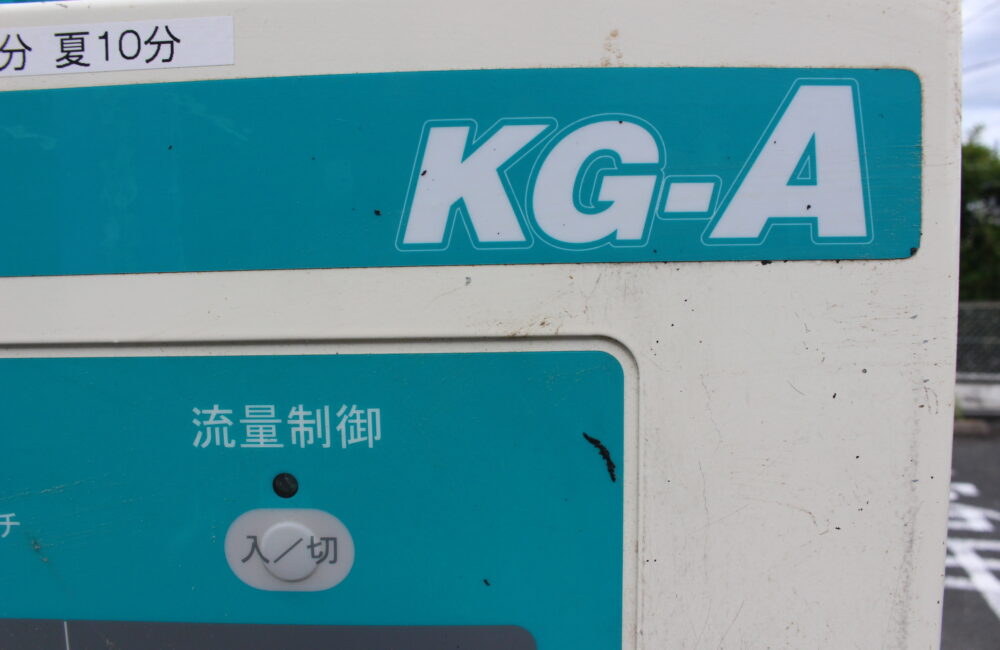 分 夏10分
KG-A
流量制御
チ
入／切